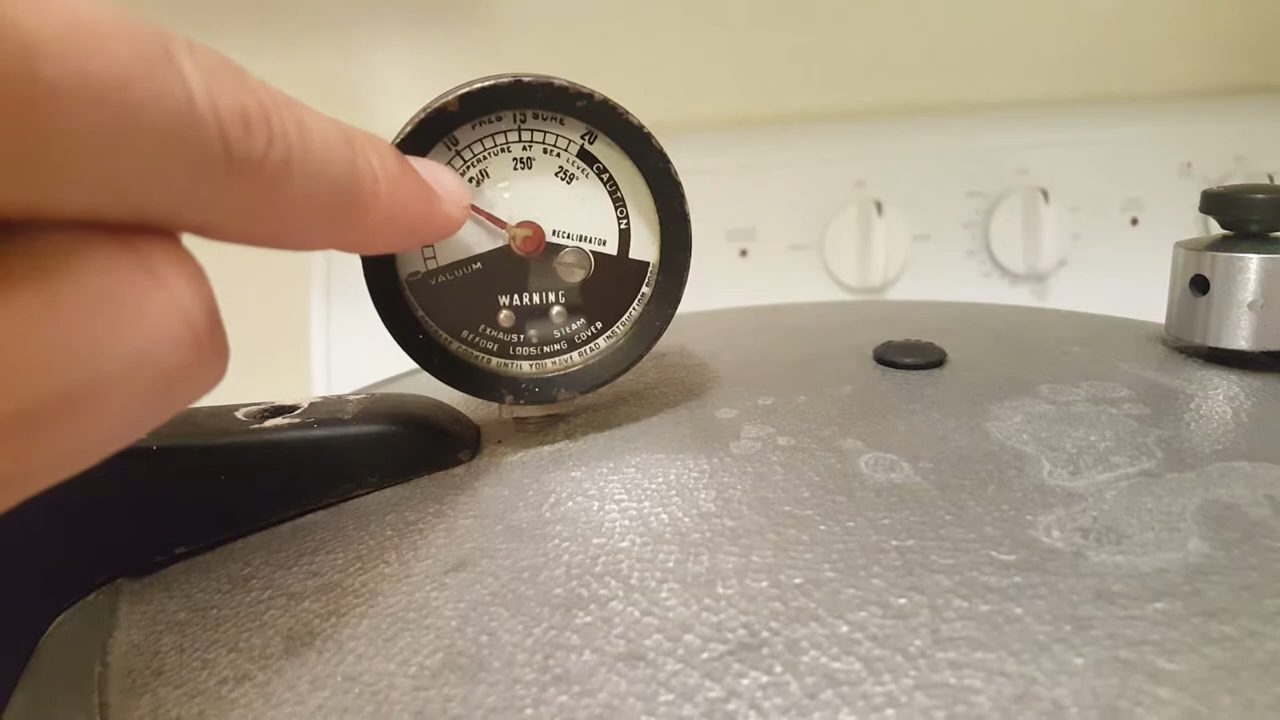 PRESSURE
10 15 20
TEMPERATURE AT SEA LEVEL
250° 259°
CAUTION
RECALIBRATOR
VACUUM
WARNING
EXHAUST STEAM
BEFORE LOOSENING COVER
COOKER UNTIL YOU HAVE READ INSTRUCTION BOOK